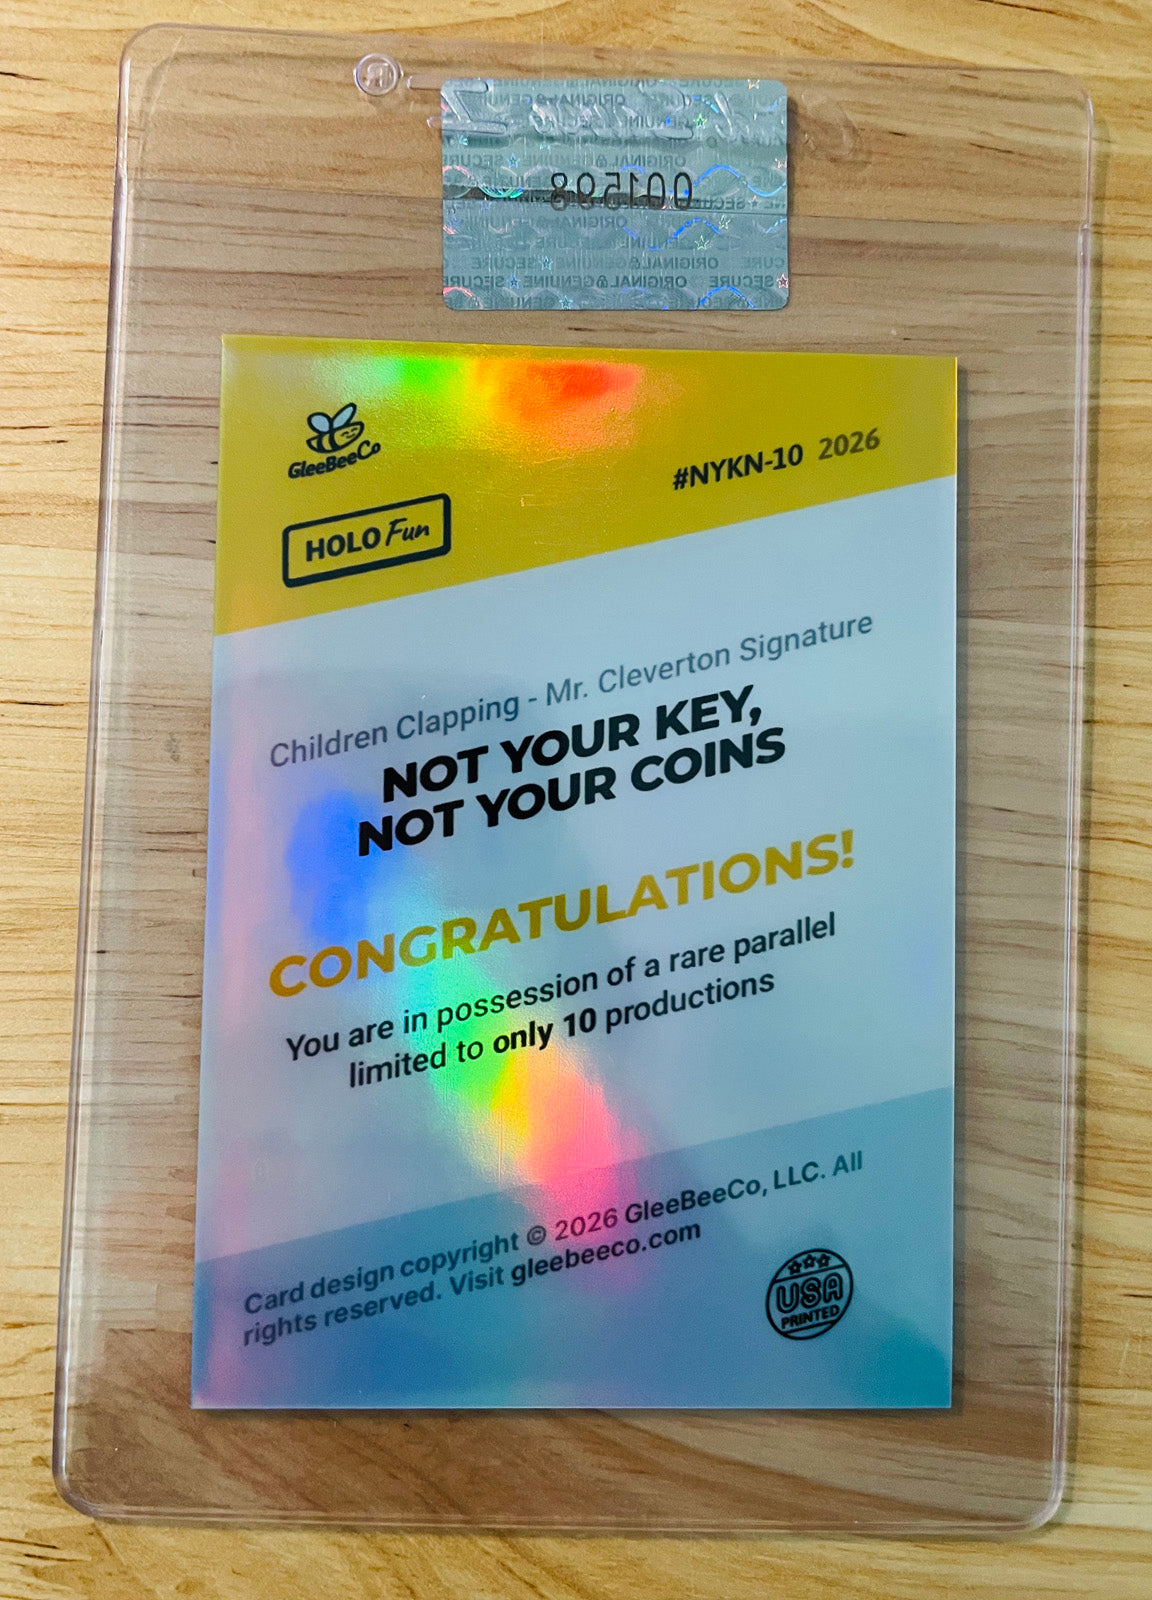 ®
001598
GleeBeeCo
#NYKN-10 2026
HOLO Fun
Children Clapping - Mr. Cleverton Signature
NOT YOUR KEY,
NOT YOUR COINS
CONGRATULATIONS!
You are in possession of a rare parallel
limited to only 10 productions
Card design copyright © 2026 GleeBeeCo, LLC. All
rights reserved. Visit gleebeeco.com
USA
PRINTED